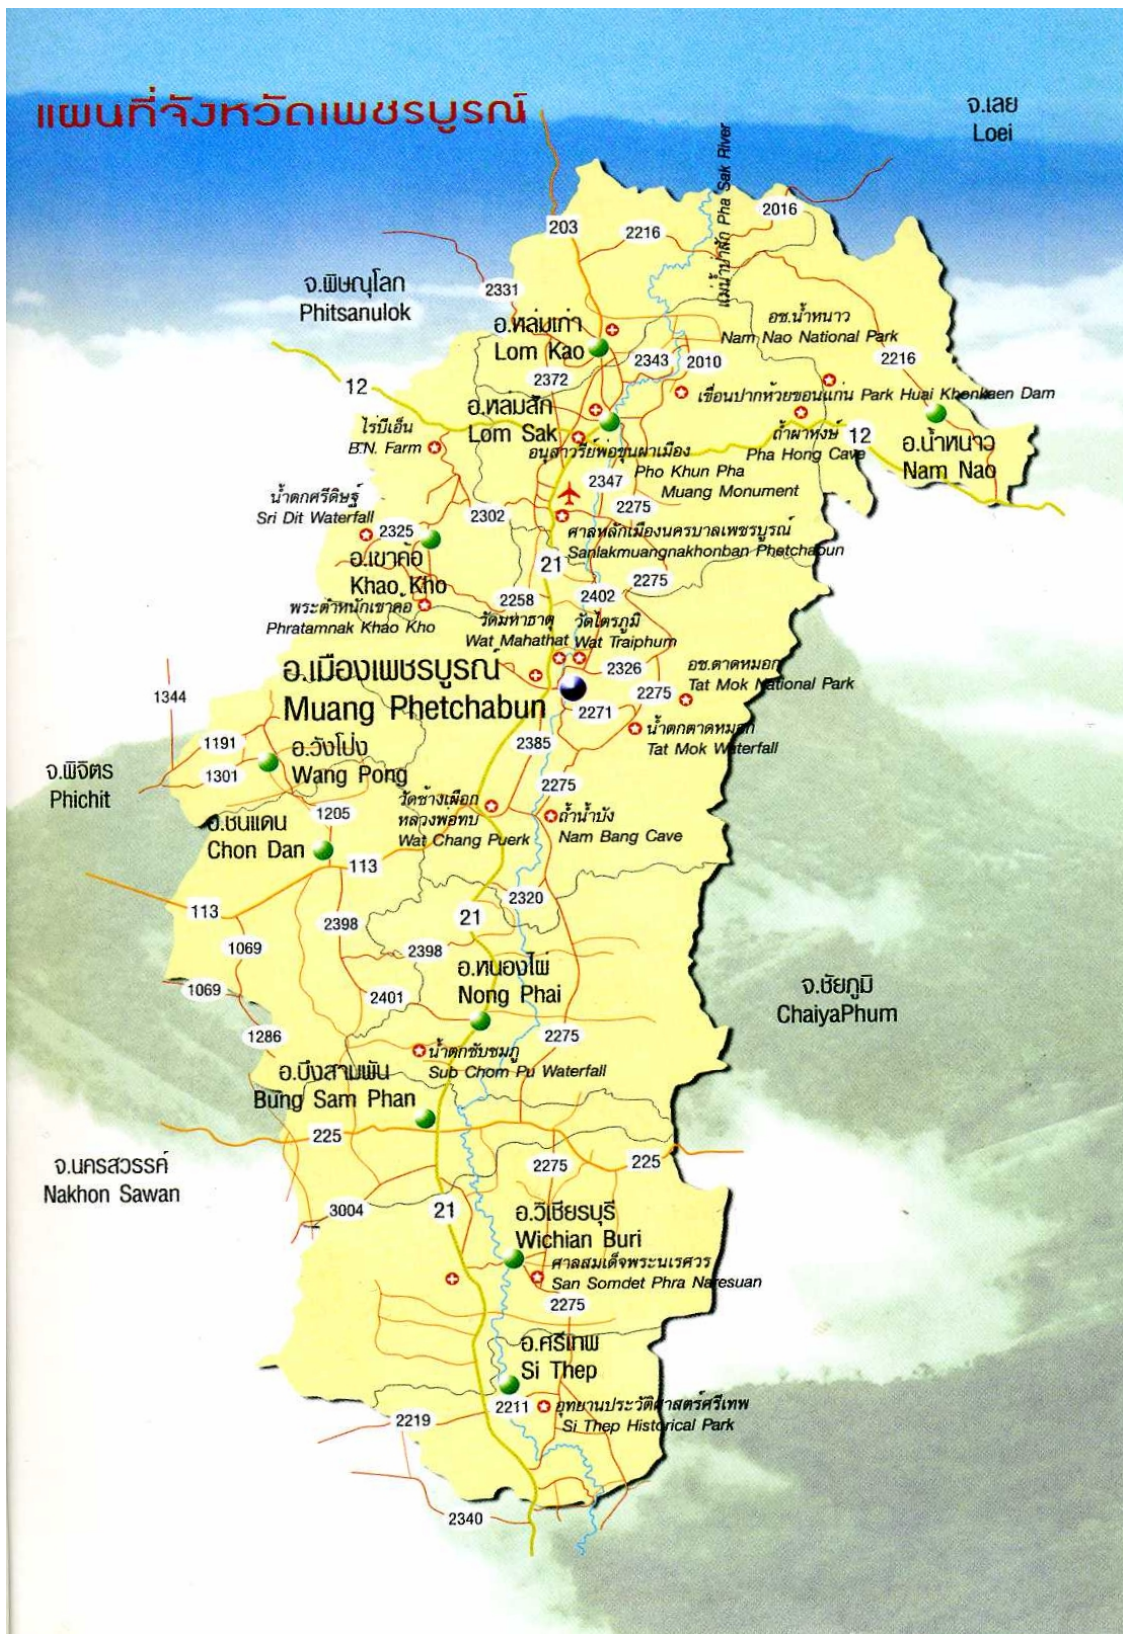 แผนที่จังหวัดเพชรบูรณ์
จ.เลย
Loei
แม่น้ำป่าสัก Pha Sak River
2016
203
2216
จ.พิษณุโลก
Phitsanulok
2331
อ.หล่มเก่า
Lom Kao
อช.น้ำหนาว
Nam Nao National Park
2343
2010
2216
2372
12
เขื่อนปากห้วยขอนแก่น Park Huai Khonkaen Dam
อ.หล่มสัก
Lom Sak
ไร่บีเอ็น
B.N. Farm
อนุสาวรีย์พ่อขุนผาเมือง
Pho Khun Pha
Muang Monument
ถ้ำผาหงษ์
Pha Hong Cave
12
อ.น้ำหนาว
Nam Nao
2347
2275
น้ำตกศรีดิษฐ์
Sri Dit Waterfall
2325
2302
ศาลหลักเมืองนครบาลเพชรบูรณ์
Sanlakmuangnakhonban Phetchabun
อ.เขาค้อ
Khao Kho
21
2275
2258
2402
พระตำหนักเขาค้อ
Phratamnak Khao Kho
วัดมหาธาตุ
Wat Mahathat
วัดไตรภูมิ
Wat Traiphum
อ.เมืองเพชรบูรณ์
Muang Phetchabun
2326
อช.ตาดหมอก
Tat Mok National Park
2275
1344
2271
น้ำตกตาดหมอก
Tat Mok Waterfall
1191
อ.วังโป่ง
Wang Pong
2385
จ.พิจิตร
Phichit
1301
2275
1205
วัดช้างเผือก
หลวงพ่อทบ
Wat Chang Puerk
ถ้ำน้ำบัง
Nam Bang Cave
อ.ชนแดน
Chon Dan
113
113
2320
21
2398
1069
2398
อ.หนองไผ่
Nong Phai
1069
2401
จ.ชัยภูมิ
ChaiyaPhum
1286
2275
น้ำตกซับชมภู
Sub Chom Pu Waterfall
อ.บึงสามพัน
Bung Sam Phan
225
จ.นครสวรรค์
Nakhon Sawan
2275
225
3004
21
อ.วิเชียรบุรี
Wichian Buri
ศาลสมเด็จพระนเรศวร
San Somdet Phra Naresuan
2275
อ.ศรีเทพ
Si Thep
2211
อุทยานประวัติศาสตร์ศรีเทพ
Si Thep Historical Park
2219
2340